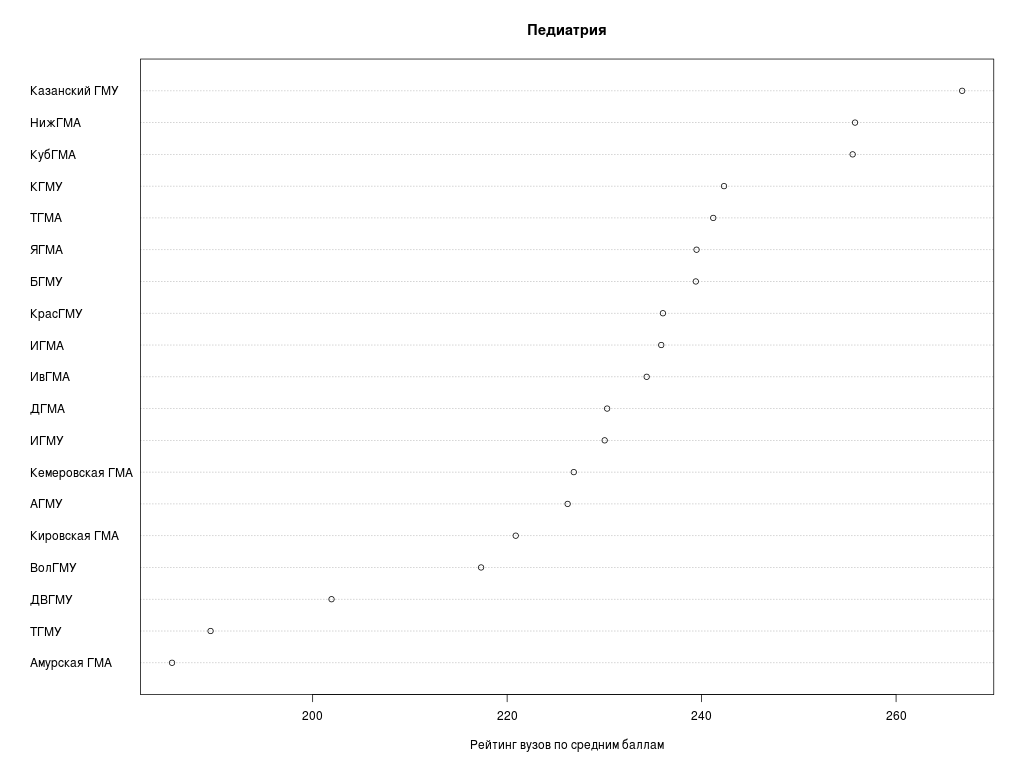 Педиатрия
Казанский ГМУ
НижГМА
КубГМА
КГМУ
ТГМА
ЯГМА
БГМУ
КрасГМУ
ИГМА
ИвГМА
ДГМА
ИГМУ
Кемеровская ГМА
АГМУ
Кировская ГМА
ВолГМУ
ДВГМУ
ТГМУ
Амурская ГМА
200 220 240 260
Рейтинг вузов по средним баллам